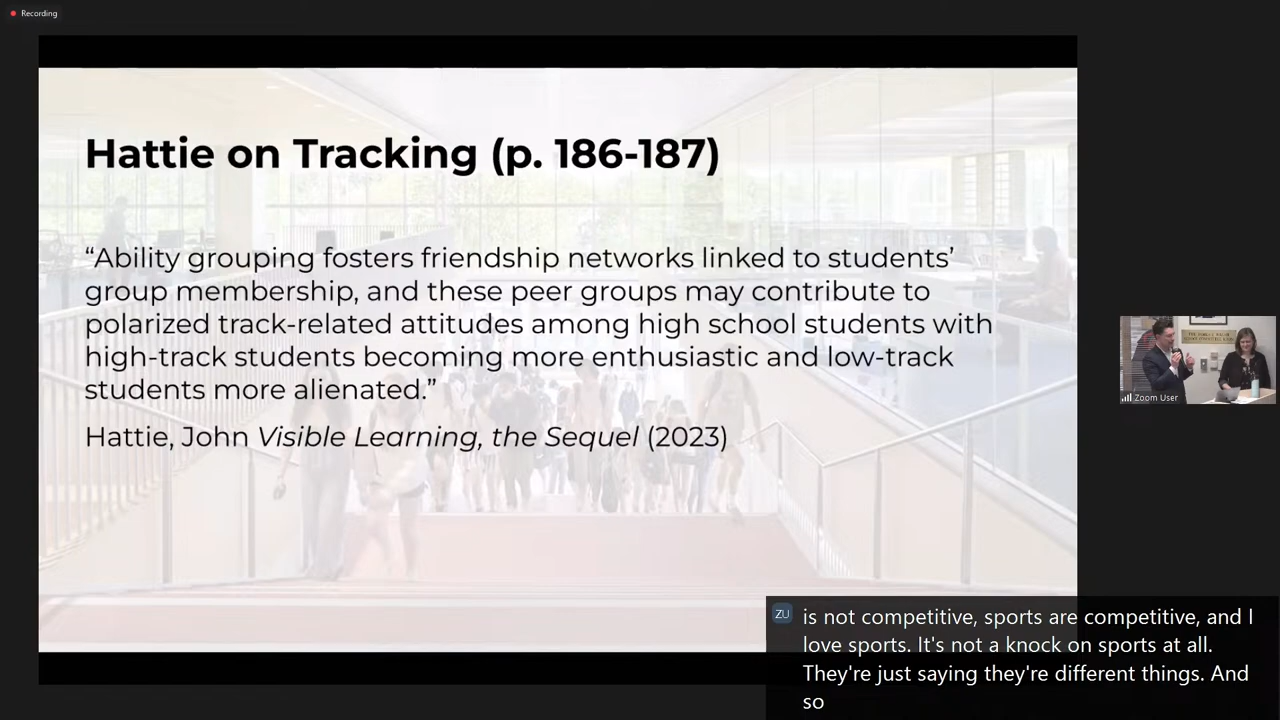 Recording
Hattie on Tracking (p. 186-187)
“Ability grouping fosters friendship networks linked to students’
group membership, and these peer groups may contribute to
polarized track-related attitudes among high school students with
high-track students becoming more enthusiastic and low-track
students more alienated.”
Hattie, John Visible Learning, the Sequel (2023)
Zoom User
ZU
is not competitive, sports are competitive, and I
love sports. It's not a knock on sports at all.
They're just saying they're different things. And
so